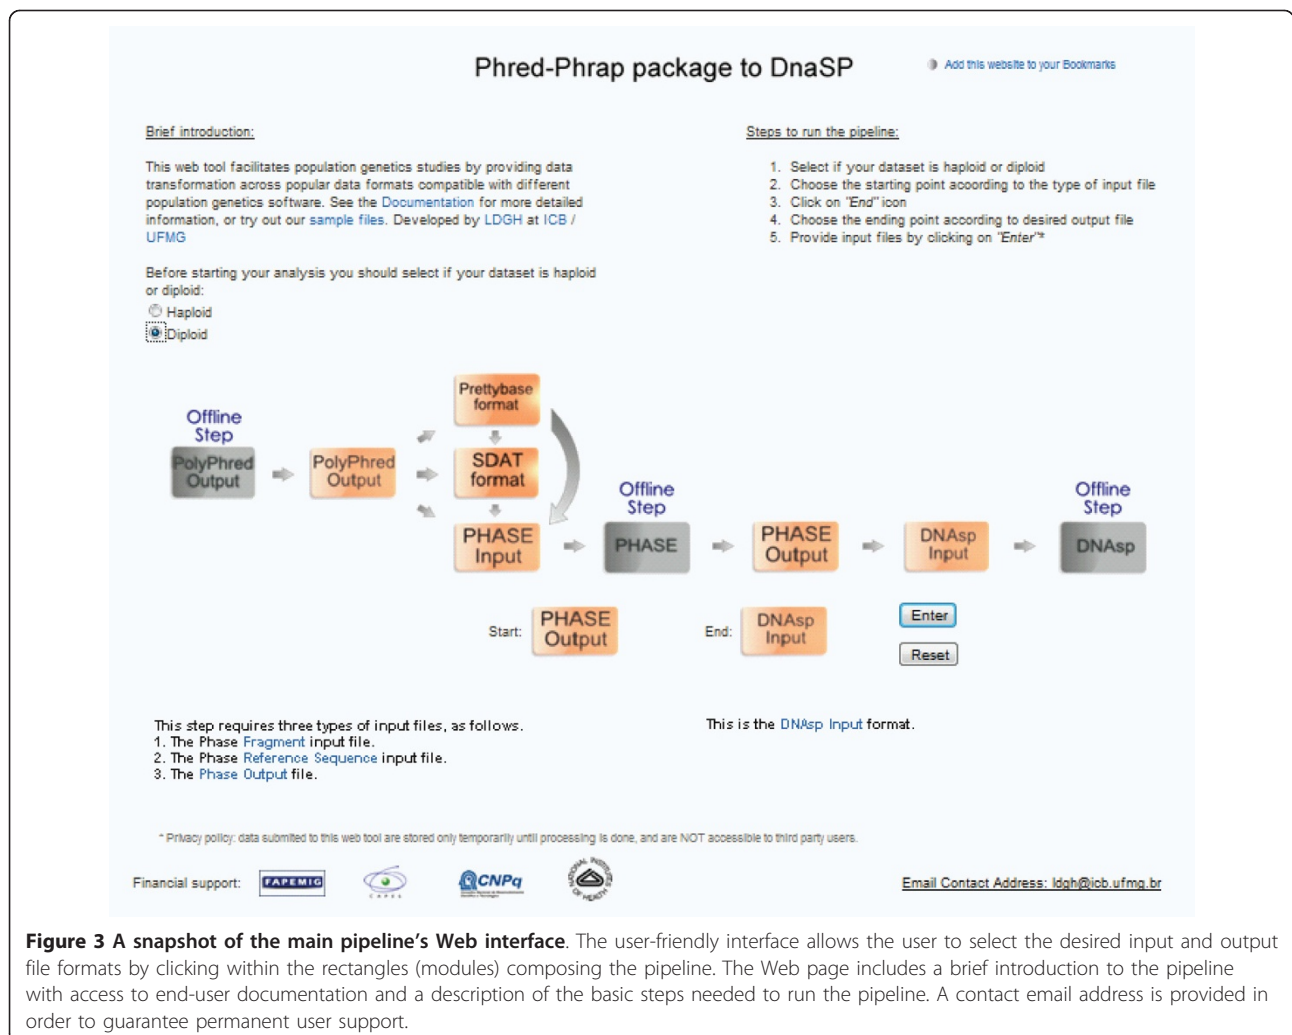 Phred-Phrap package to DnaSP
Add this website to your Bookmarks
Brief introduction:
This web tool facilitates population genetics studies by providing data
transformation across popular data formats compatible with different
population genetics software. See the Documentation for more detailed
information, or try out our sample files. Developed by LDGH at ICB /
UFMG
Before starting your analysis you should select if your dataset is haploid
or diploid:
Haploid
Diploid
Steps to run the pipeline:
1. Select if your dataset is haploid or diploid
2. Choose the starting point according to the type of input file
3. Click on "End" icon
4. Choose the ending point according to desired output file
5. Provide input files by clicking on "Enter"*
Offline
Step
PolyPhred
Output
PolyPhred
Output
Prettybase
format
SDAT
format
PHASE
Input
Offline
Step
PHASE
PHASE
Output
DNAsp
Input
Offline
Step
DNAsp
Start:
PHASE
Output
End:
DNAsp
Input
Enter
Reset
This step requires three types of input files, as follows.
1. The Phase Fragment input file.
2. The Phase Reference Sequence input file.
3. The Phase Output file.
This is the DNAsp Input format.
* Privacy policy: data submited to this web tool are stored only temporarily until processing is done, and are NOT accessible to third party users.
Financial support:
FAPEMIG
CAPES
CNPq
NATIONAL INSTITUTES OF HEALTH
Email Contact Address: ldgh@icb.ufmg.br
Figure 3 A snapshot of the main pipeline's Web interface. The user-friendly interface allows the user to select the desired input and output
file formats by clicking within the rectangles (modules) composing the pipeline. The Web page includes a brief introduction to the pipeline
with access to end-user documentation and a description of the basic steps needed to run the pipeline. A contact email address is provided in
order to guarantee permanent user support.